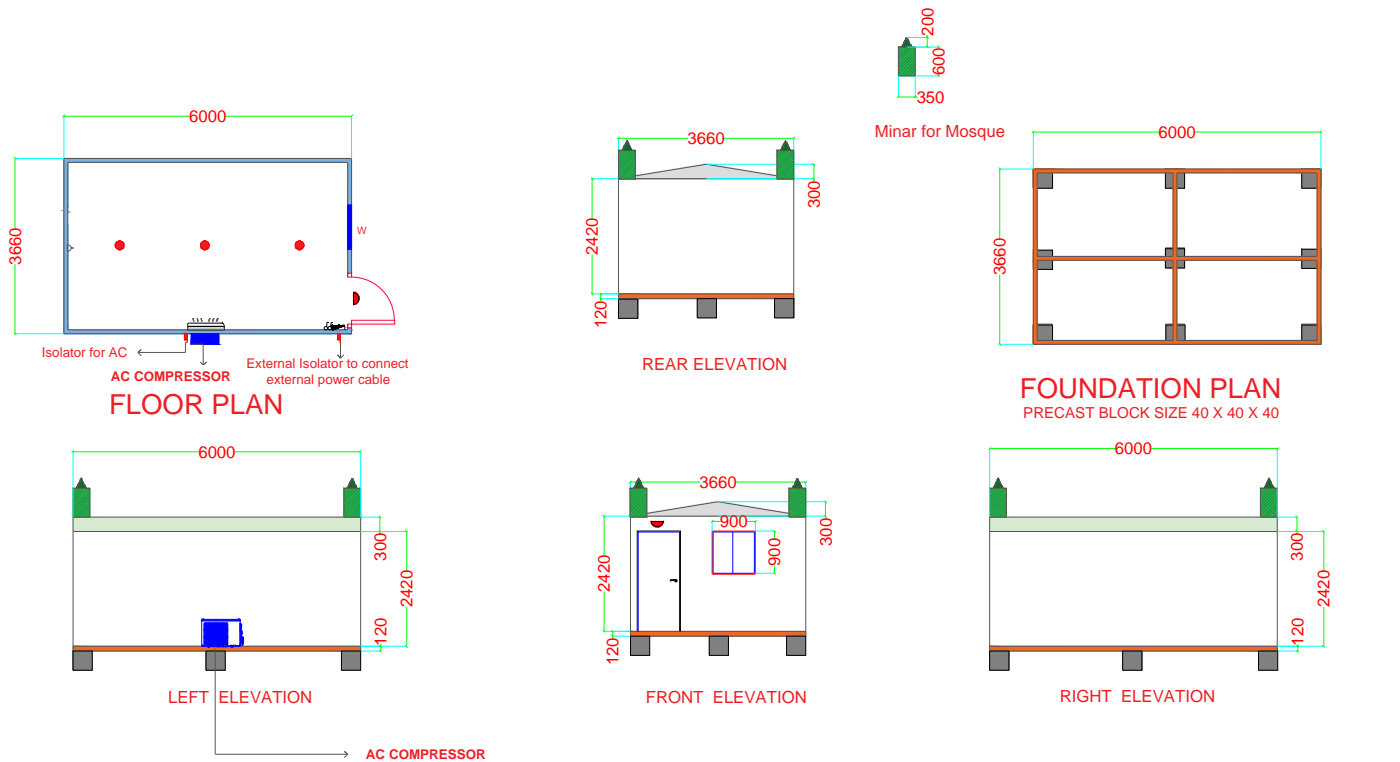 200
600
350
Minar for Mosque
6000
3660
W
Isolator for AC
AC COMPRESSOR
External Isolator to connect
external power cable
FLOOR PLAN
3660
300
2420
120
REAR ELEVATION
6000
3660
FOUNDATION PLAN
PRECAST BLOCK SIZE 40 X 40 X 40
6000
300
2420
120
LEFT ELEVATION
AC COMPRESSOR
3660
300
900
900
2420
120
FRONT ELEVATION
6000
300
2420
120
RIGHT ELEVATION